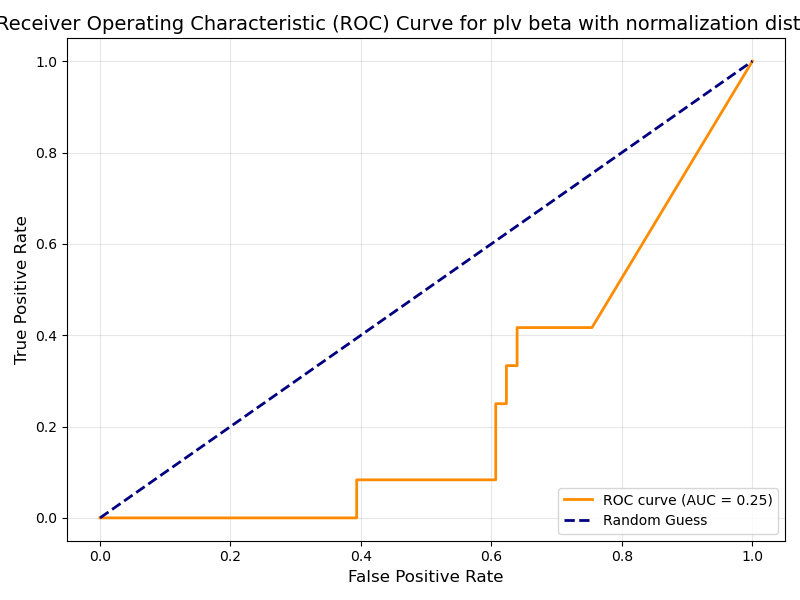 Receiver Operating Characteristic (ROC) Curve for plv beta with normalization dist
1.0
0.8
0.6
0.4
0.2
0.0
True Positive Rate
0.0 0.2 0.4 0.6 0.8 1.0
False Positive Rate
ROC curve (AUC = 0.25)
Random Guess